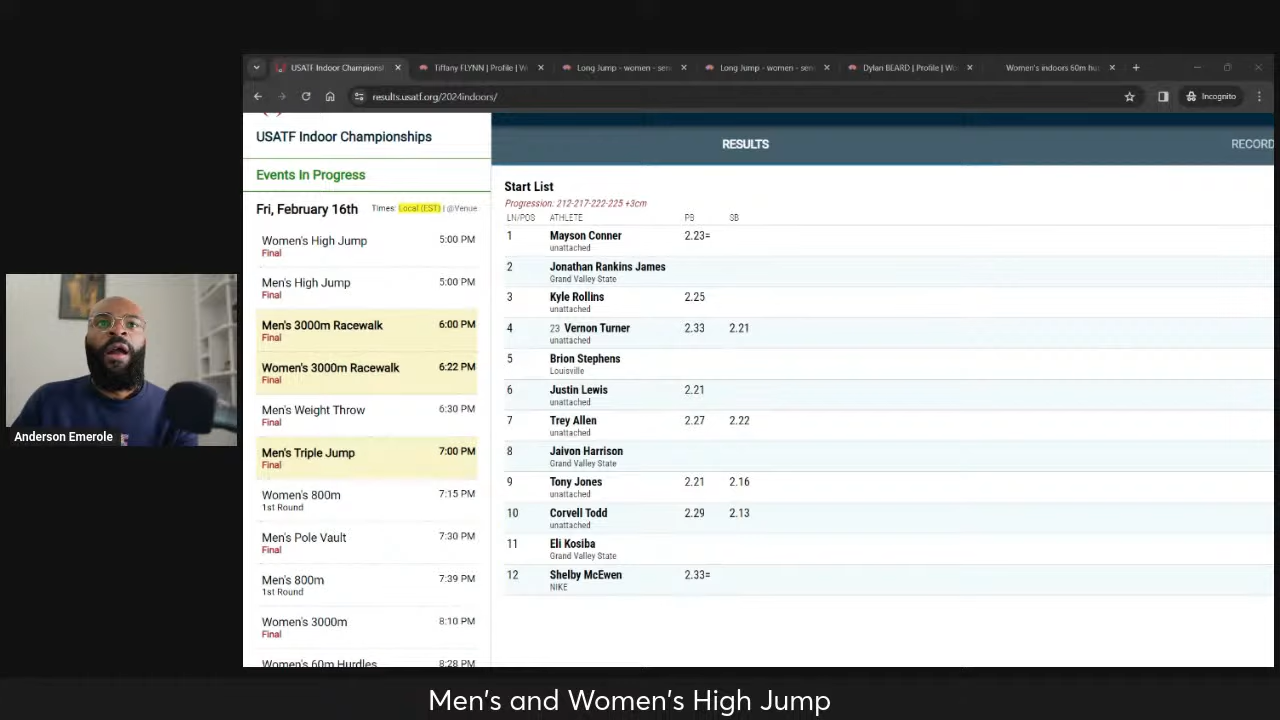 USATF Indoor Championsl
Tiffany FLYNN | Profile | W
Long Jump - women - sen
Long Jump - women - sen
Dylan BEARD | Profile | Wo
Women's indoors 60m hu
results.usatf.org/2024indoors/
Incognito
USATF Indoor Championships
RESULTS
RECORD
Events In Progress
Fri, February 16th
Times: Local (EST) | @Venue
Women's High Jump 5:00 PM
Final
Men's High Jump 5:00 PM
Final
Men's 3000m Racewalk 6:00 PM
Final
Women's 3000m Racewalk 6:22 PM
Final
Men's Weight Throw 6:30 PM
Final
Men's Triple Jump 7:00 PM
Final
Women's 800m 7:15 PM
1st Round
Men's Pole Vault 7:30 PM
Final
Men's 800m 7:39 PM
1st Round
Women's 3000m 8:10 PM
Final
Women's 60m Hurdles 8:28 PM
Start List
Progression: 212-217-222-225 +3cm
LN/POS ATHLETE PB SB
1 Mayson Conner 2.23=
unattached
2 Jonathan Rankins James
Grand Valley State
3 Kyle Rollins 2.25
unattached
4 23 Vernon Turner 2.33 2.21
unattached
5 Brion Stephens
Louisville
6 Justin Lewis 2.21
unattached
7 Trey Allen 2.27 2.22
unattached
8 Jaivon Harrison
Grand Valley State
9 Tony Jones 2.21 2.16
unattached
10 Corvell Todd 2.29 2.13
unattached
11 Eli Kosiba
Grand Valley State
12 Shelby McEwen 2.33=
NIKE
Anderson Emerole
Men's and Women's High Jump